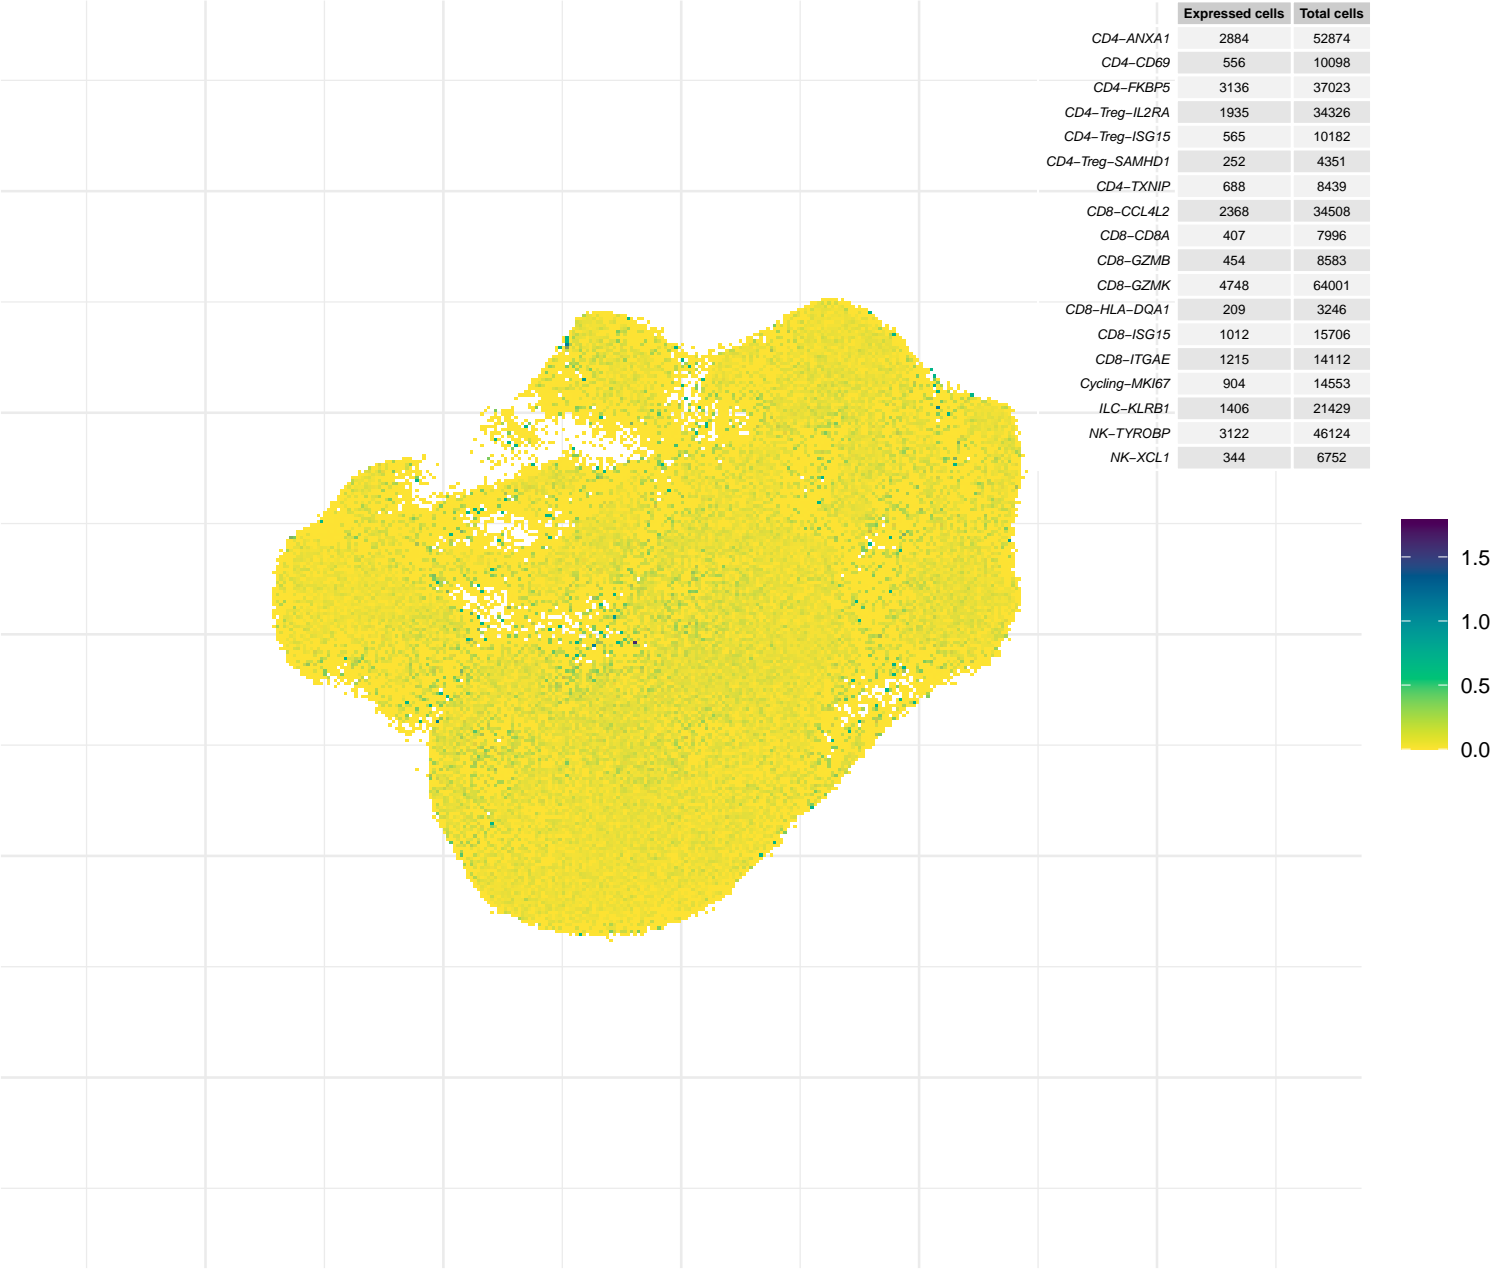 Expressed cells Total cells
CD4−ANXA1 2884 52874
CD4−CD69 556 10098
CD4−FKBP5 3136 37023
CD4−Treg−IL2RA 1935 34326
CD4−Treg−ISG15 565 10182
CD4−Treg−SAMHD1 252 4351
CD4−TXNIP 688 8439
CD8−CCL4L2 2368 34508
CD8−CD8A 407 7996
CD8−GZMB 454 8583
CD8−GZMK 4748 64001
CD8−HLA−DQA1 209 3246
CD8−ISG15 1012 15706
CD8−ITGAE 1215 14112
Cycling−MKI67 904 14553
ILC−KLRB1 1406 21429
NK−TYROBP 3122 46124
NK−XCL1 344 6752
1.5
1.0
0.5
0.0